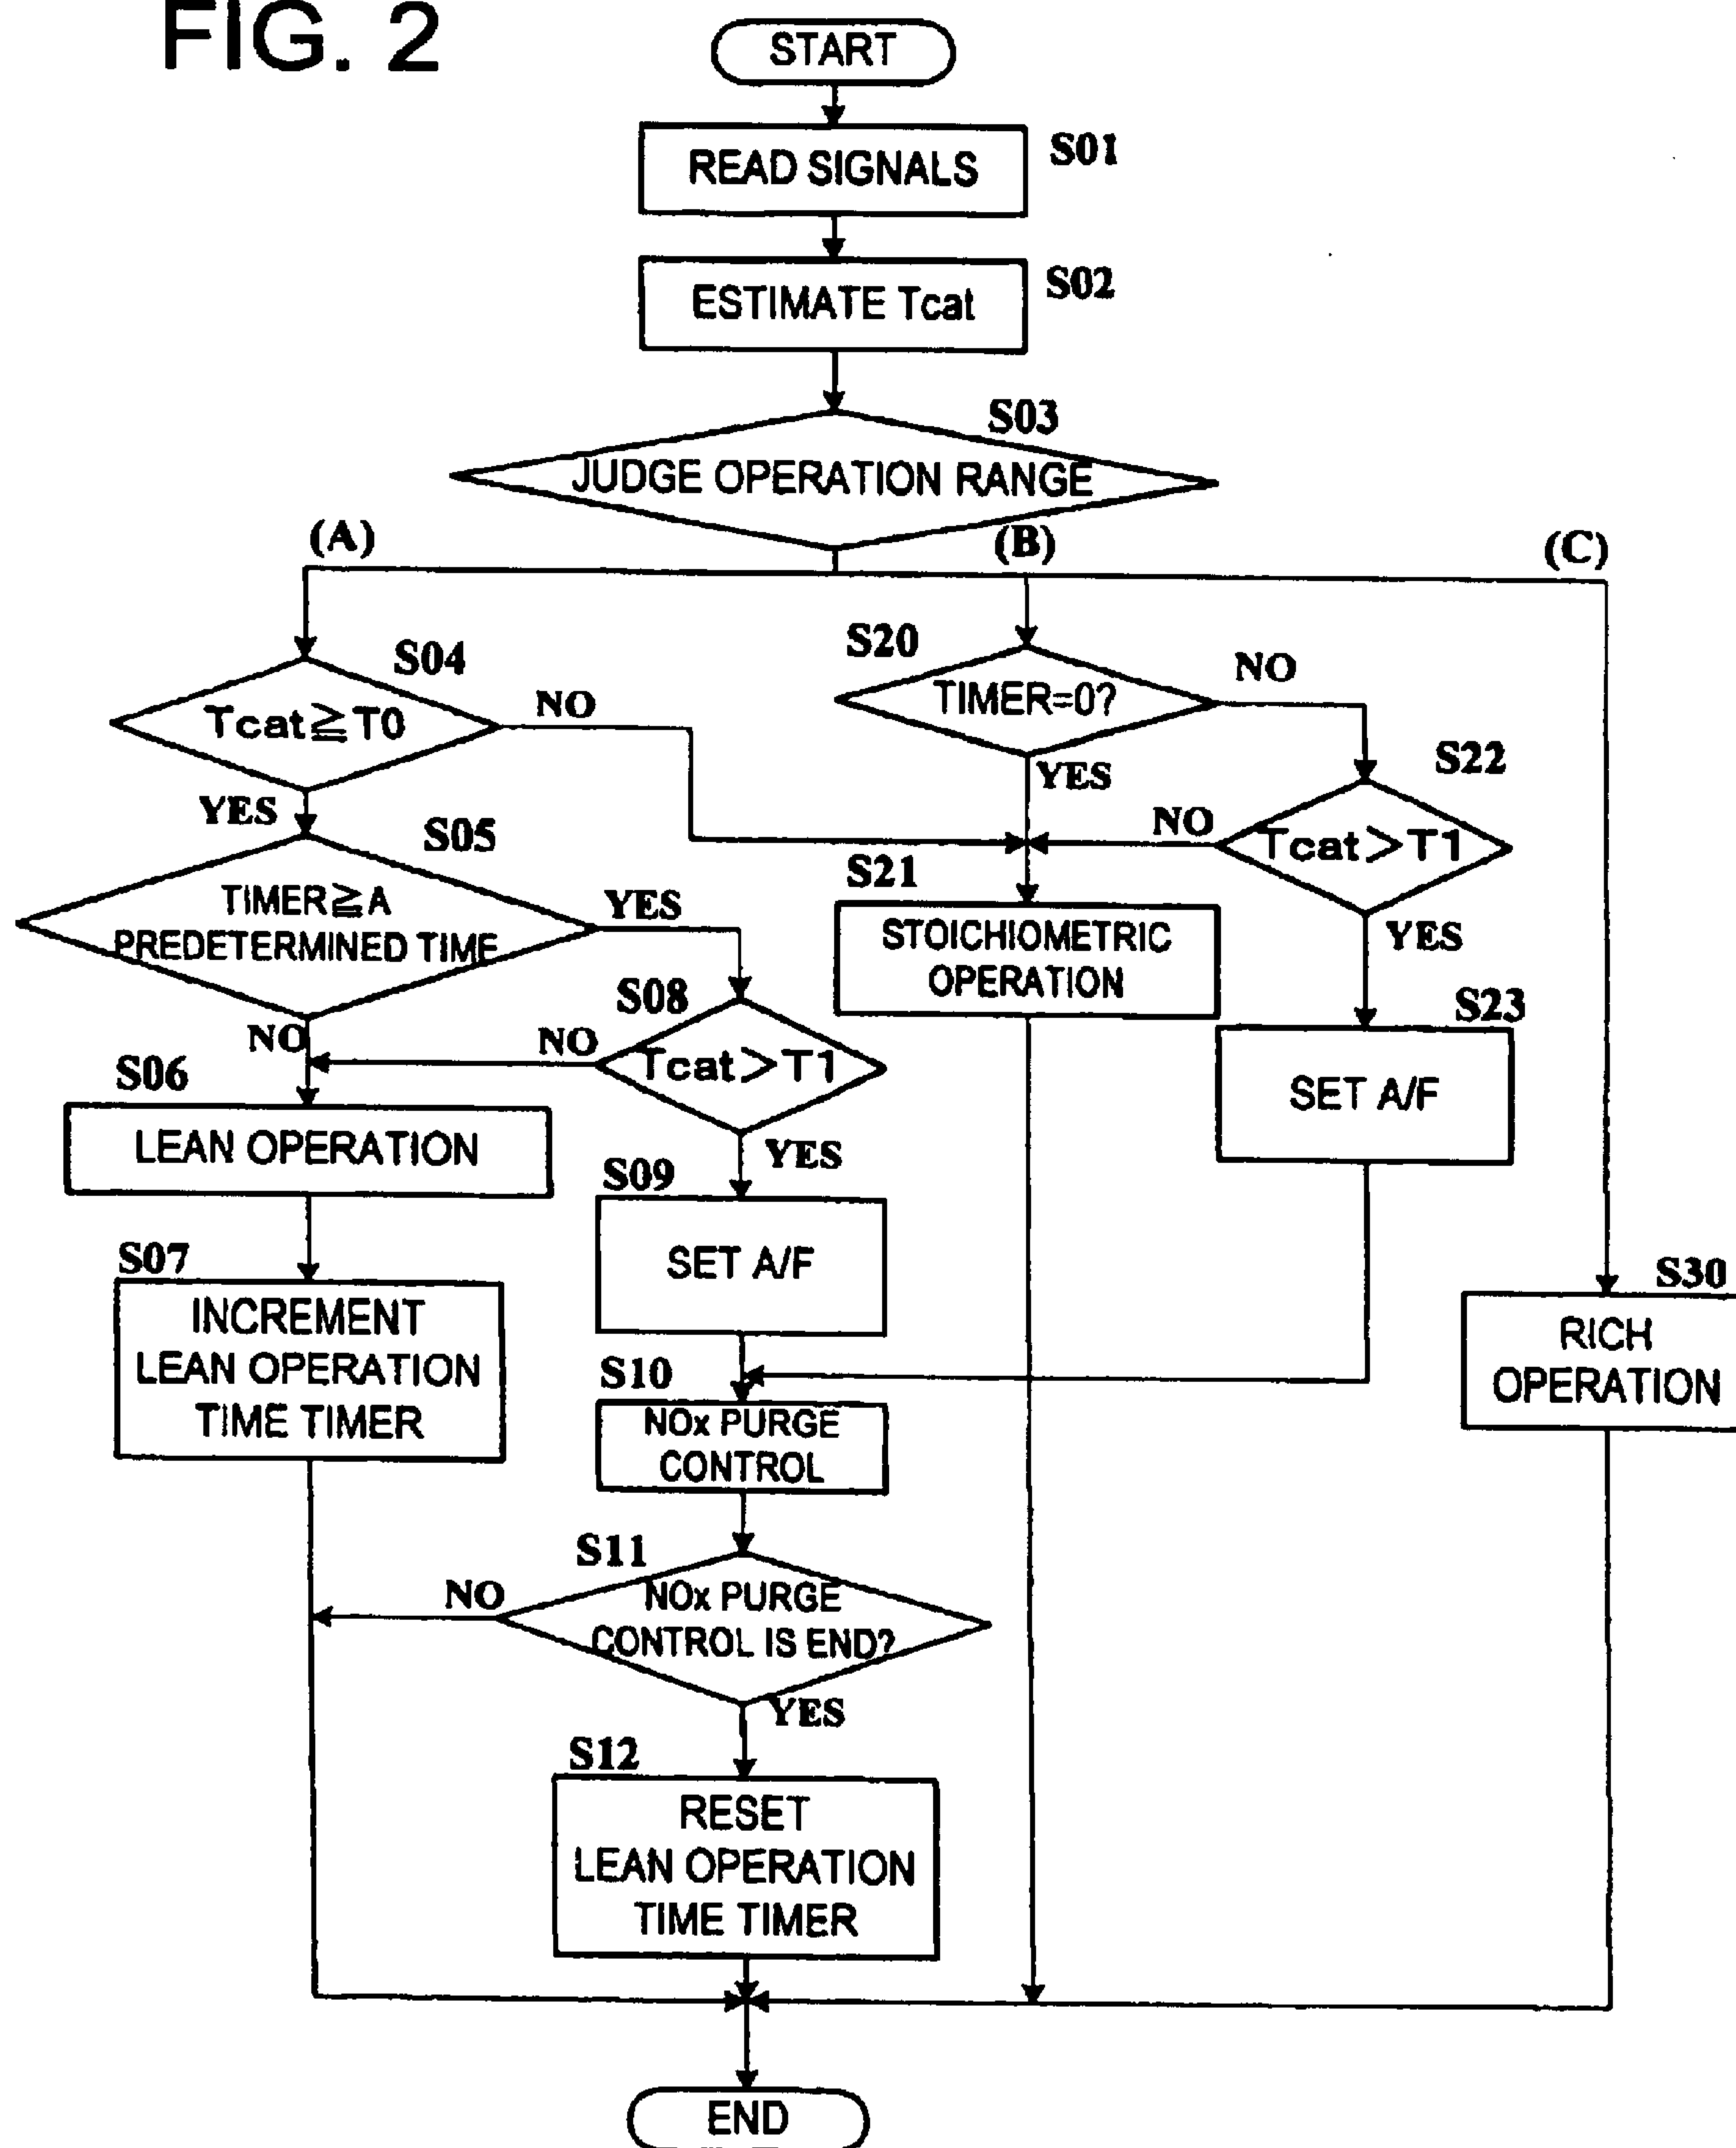 FIG. 2
START
READ SIGNALS
S01
ESTIMATE Tcat
S02
S03
JUDGE OPERATION RANGE
(A)
(B)
(C)
S04
Tcat≧T0
NO
YES
S20
TIMER=0?
NO
YES
S22
Tcat>T1
NO
YES
S05
TIMER≧A
PREDETERMINED TIME
YES
NO
S21
STOICHIOMETRIC
OPERATION
S08
Tcat>T1
NO
YES
S23
SET A/F
S06
LEAN OPERATION
S09
SET A/F
S07
INCREMENT
LEAN OPERATION
TIME TIMER
S30
RICH
OPERATION
S10
NOx PURGE
CONTROL
S11
NOx PURGE
CONTROL IS END?
NO
YES
S12
RESET
LEAN OPERATION
TIME TIMER
END